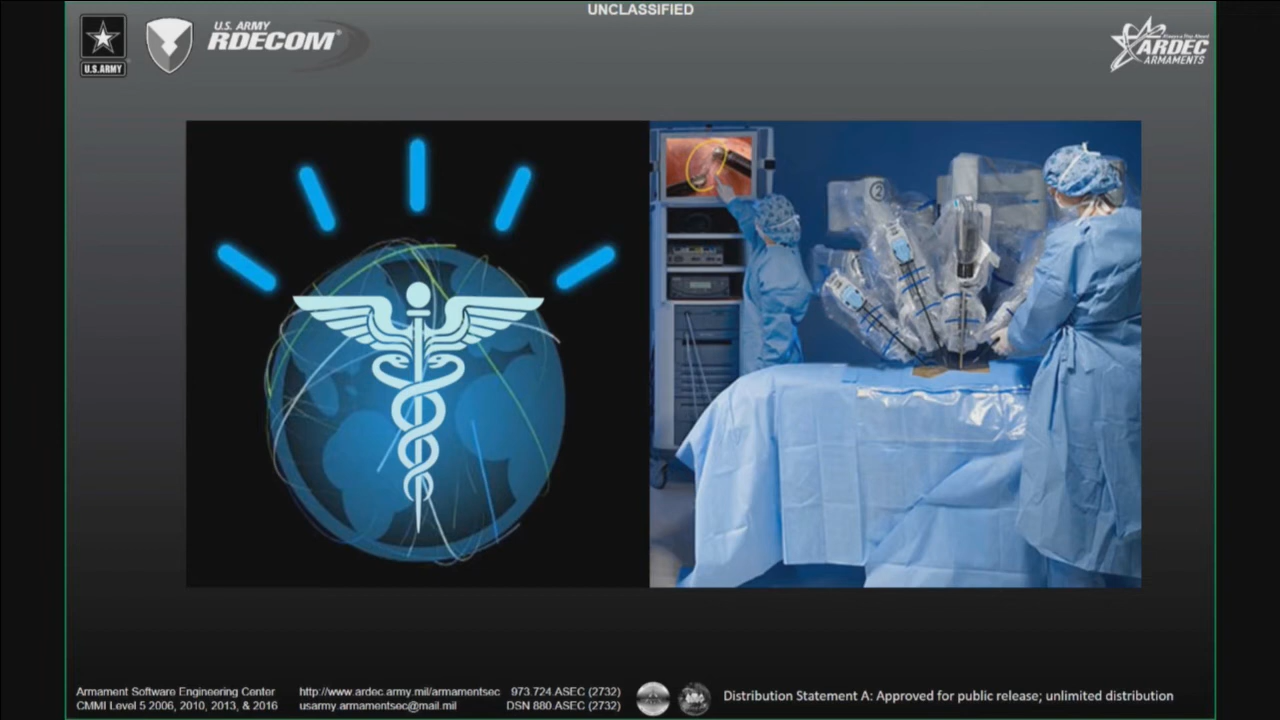 UNCLASSIFIED
U.S. ARMY
U.S. ARMY
RDECOM®
ARDEC
ARMAMENTS
2
Armament Software Engineering Center
CMMI Level 5 2006, 2010, 2013, & 2016
http://www.ardec.army.mil/armamentsec
usarmy.armamentsec@mail.mil
973.724.ASEC (2732)
DSN 880.ASEC (2732)
Distribution Statement A: Approved for public release; unlimited distribution